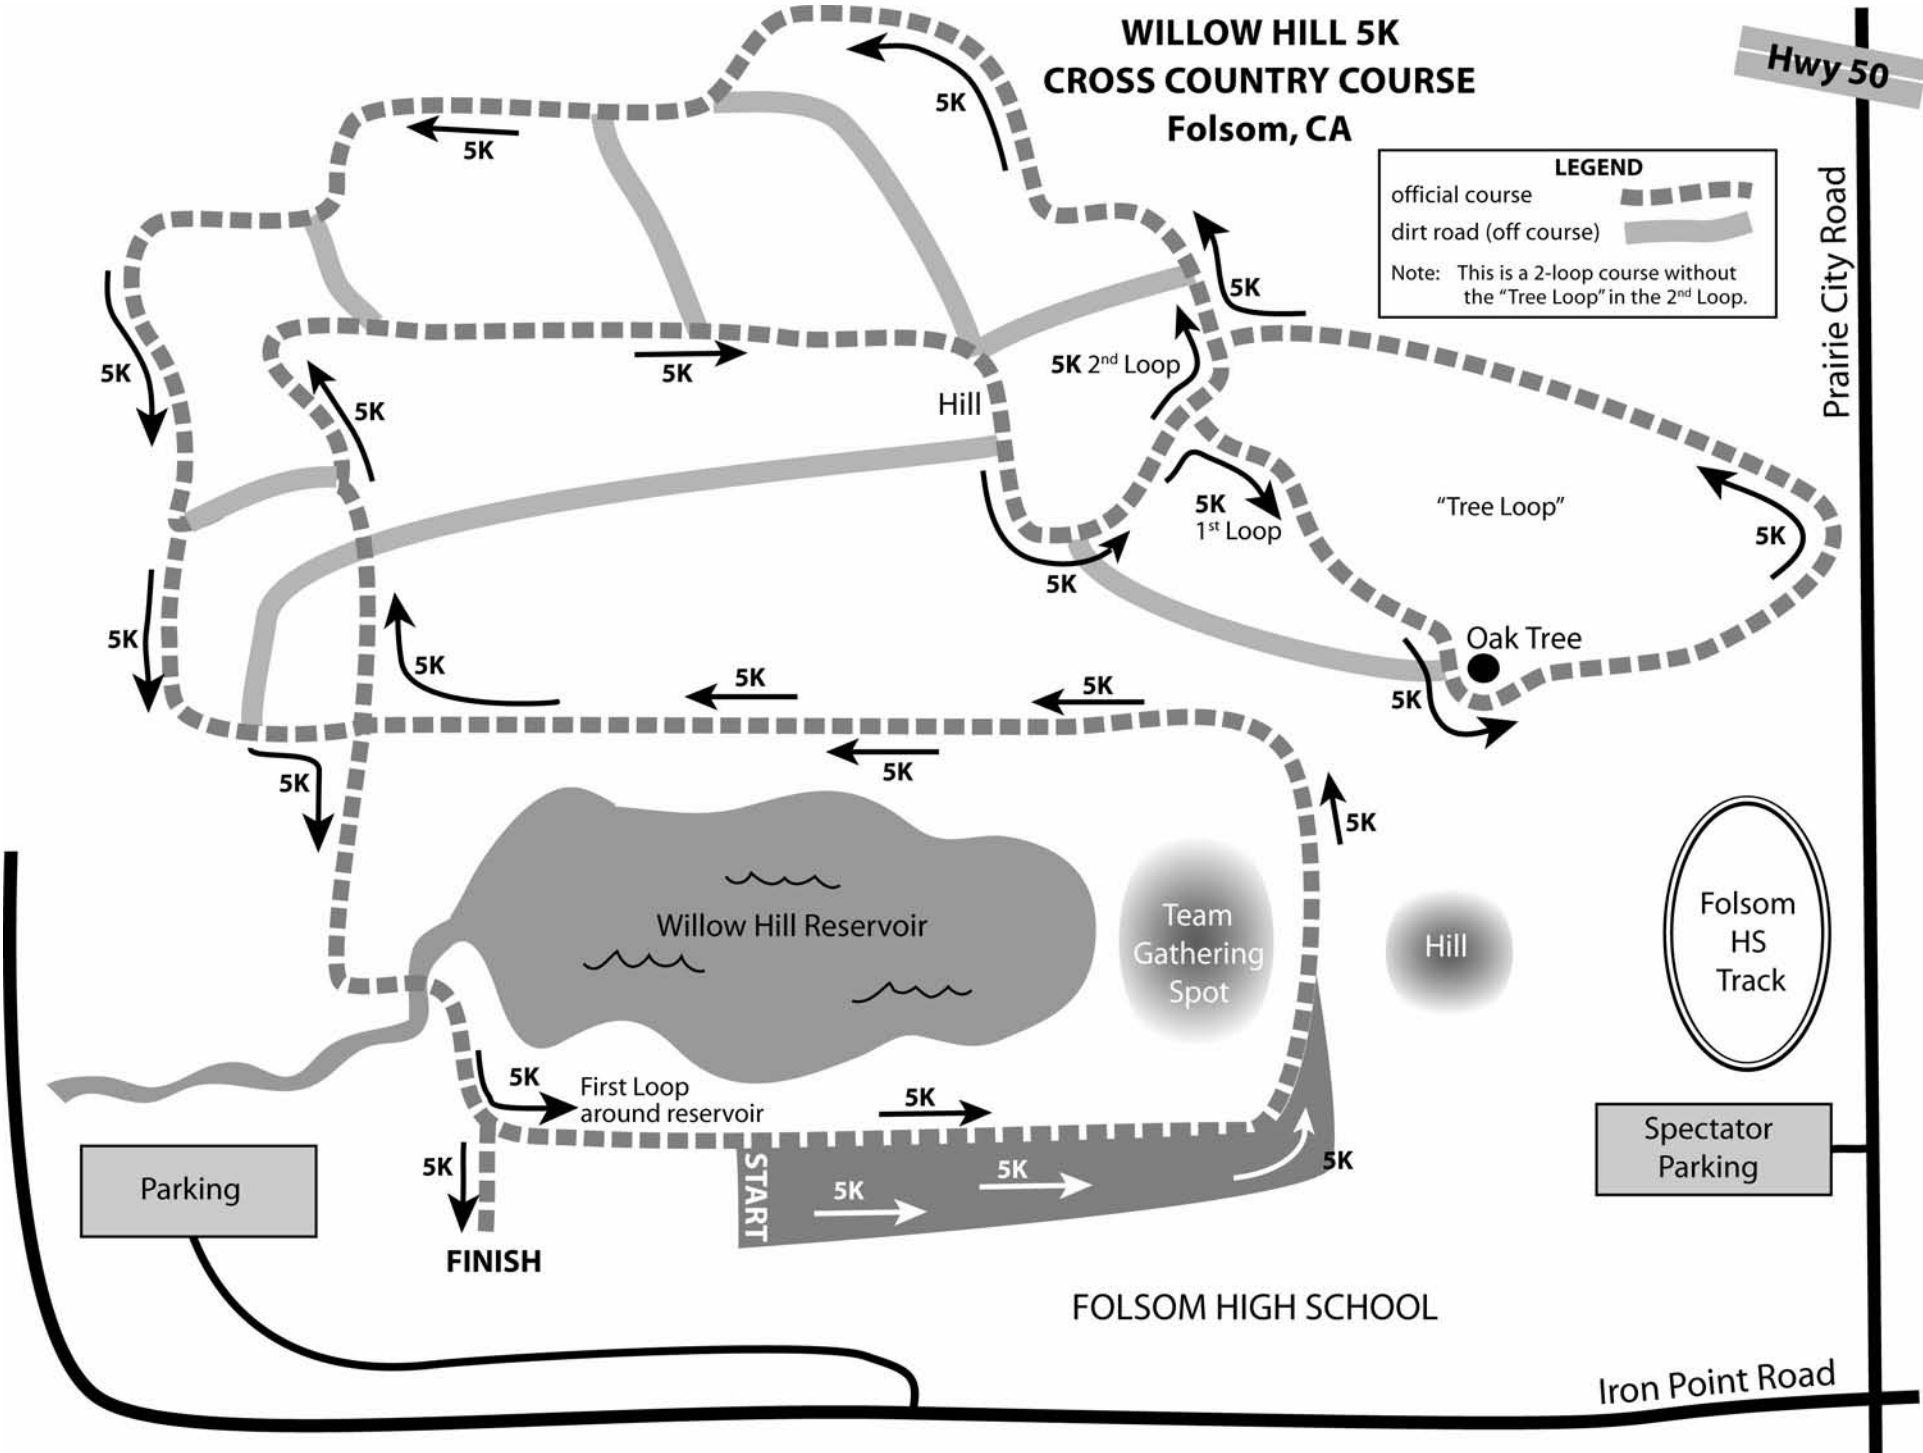 WILLOW HILL 5K
CROSS COUNTRY COURSE
Folsom, CA
Hwy 50
LEGEND
official course
dirt road (off course)
Note: This is a 2-loop course without
the “Tree Loop” in the 2nd Loop.
Prairie City Road
5K
5K
5K
5K
5K
5K
5K 2nd Loop
Hill
5K
1st Loop
“Tree Loop”
5K
5K
5K
Oak Tree
5K
5K
5K
5K
5K
5K
5K
Willow Hill Reservoir
Team
Gathering
Spot
Hill
Folsom
HS
Track
5K
First Loop
around reservoir
5K
5K
START
5K
5K
5K
Parking
FINISH
Spectator
Parking
FOLSOM HIGH SCHOOL
Iron Point Road